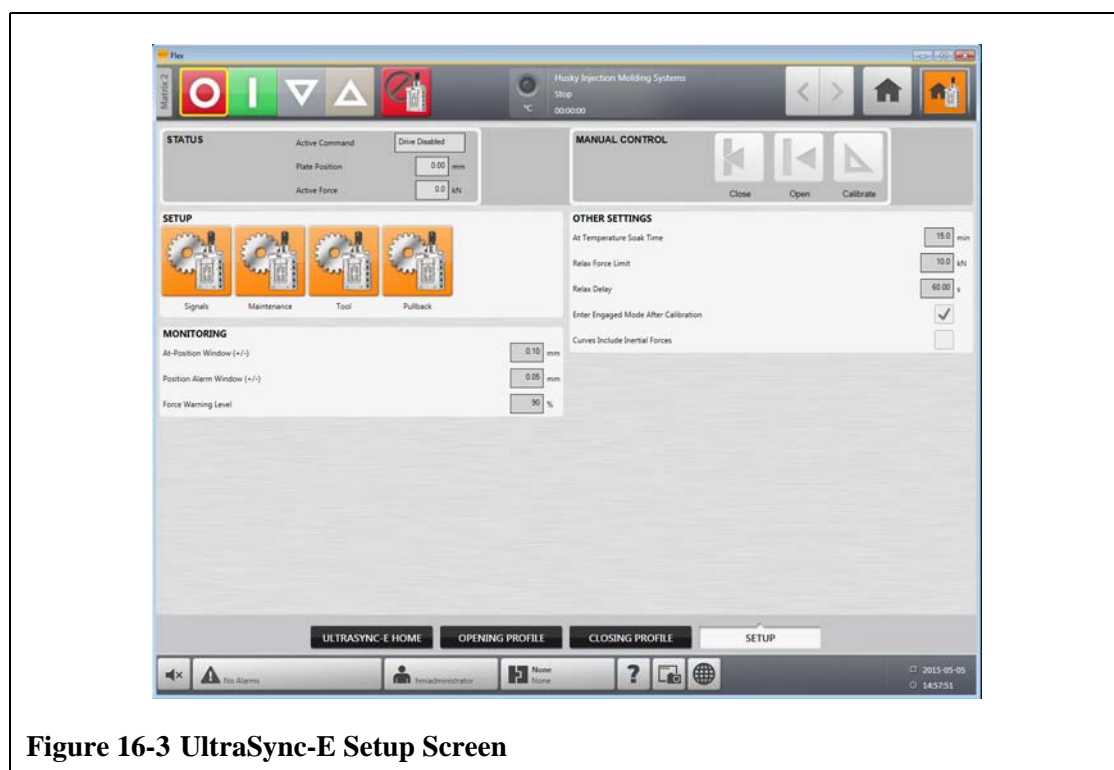 Flex
Matrix 2
°C
Husky Injection Molding Systems
Stop
00:00:00
STATUS
Active Command
Drive Disabled
Plate Position
0.00 mm
Active Force
0.0 kN
MANUAL CONTROL
Close
Open
Calibrate
SETUP
Signals
Maintenance
Tool
Pullback
OTHER SETTINGS
At Temperature Soak Time
15.0 min
Relax Force Limit
10.0 kN
Relax Delay
60.00 s
Enter Engaged Mode After Calibration
Curves Include Inertial Forces
MONITORING
At-Position Window (+/-)
0.10 mm
Position Alarm Window (+/-)
0.05 mm
Force Warning Level
90 %
ULTRASYNC-E HOME
OPENING PROFILE
CLOSING PROFILE
SETUP
No Alarms
hmiadministrator
None
None
?
2015-05-05
14:57:51
Figure 16-3 UltraSync-E Setup Screen